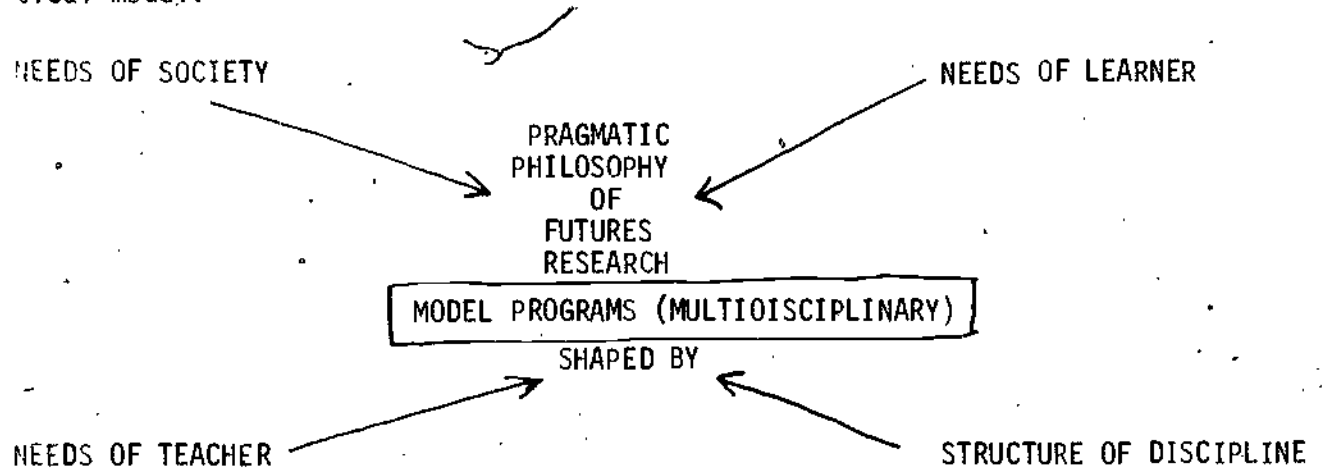 model.
NEEDS OF SOCIETY
NEEDS OF LEARNER
PRAGMATIC
PHILOSOPHY
OF
FUTURES
RESEARCH
MODEL PROGRAMS (MULTIOISCIPLINARY)
SHAPED BY
NEEDS OF TEACHER
STRUCTURE OF DISCIPLINE